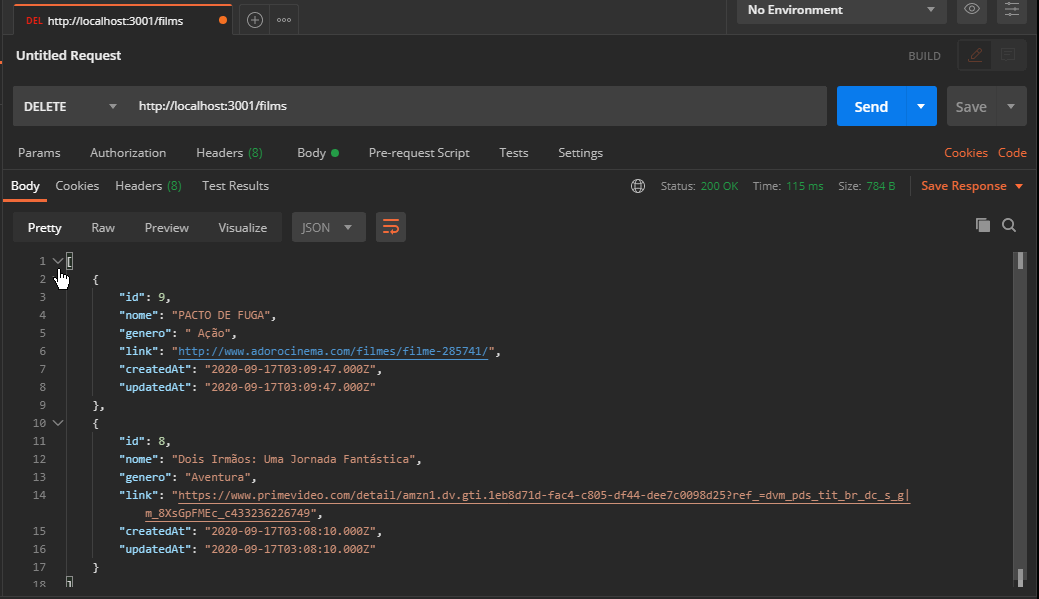 DEL http://localhost:3001/films
No Environment
Untitled Request
BUILD
DELETE http://localhost:3001/films Send Save
Params Authorization Headers (8) Body Pre-request Script Tests Settings Cookies Code
Body Cookies Headers (8) Test Results Status: 200 OK Time: 115 ms Size: 784 B Save Response
Pretty Raw Preview Visualize JSON
1 [
2 {
3 "id": 9,
4 "nome": "PACTO DE FUGA",
5 "genero": " Ação",
6 "link": "http://www.adorocinema.com/filmes/filme-285741/",
7 "createdAt": "2020-09-17T03:09:47.000Z",
8 "updatedAt": "2020-09-17T03:09:47.000Z"
9 },
10 {
11 "id": 8,
12 "nome": "Dois Irmãos: Uma Jornada Fantástica",
13 "genero": "Aventura",
14 "link": "https://www.primevideo.com/detail/amzn1.dv.gti.1eb8d71d-fac4-c805-df44-dee7c0098d25?ref_=dvm_pds_tit_br_dc_s_g|
m_8XsGpFMEc_c433236226749",
15 "createdAt": "2020-09-17T03:08:10.000Z",
16 "updatedAt": "2020-09-17T03:08:10.000Z"
17 }
18 ]